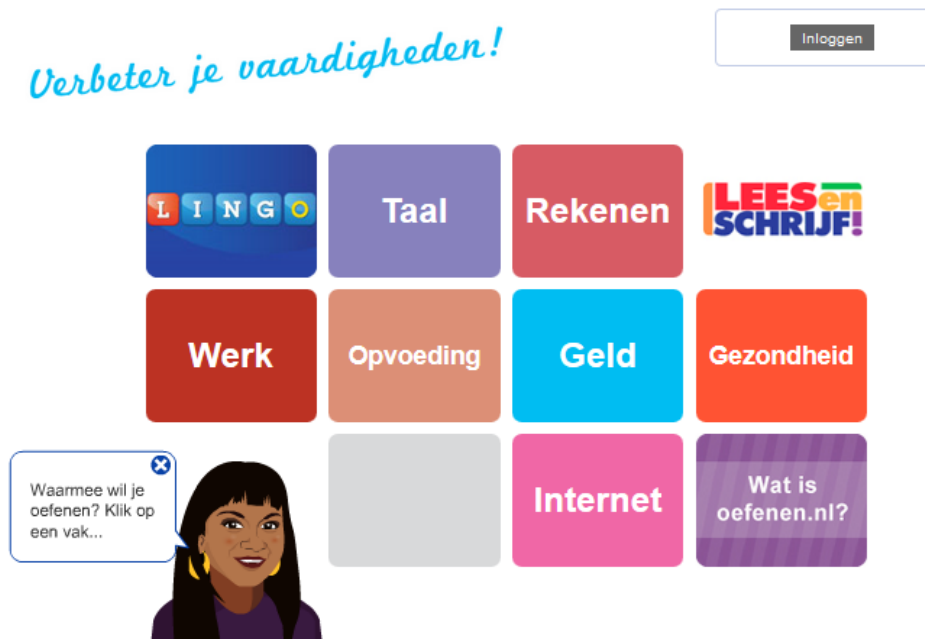 Verbeter je vaardigheden!
Inloggen
LINGO
Taal
Rekenen
LEES en
SCHRIJF!
Werk
Opvoeding
Geld
Gezondheid
Waarmee wil je
oefenen? Klik op
een vak...
Internet
Wat is
oefenen.nl?